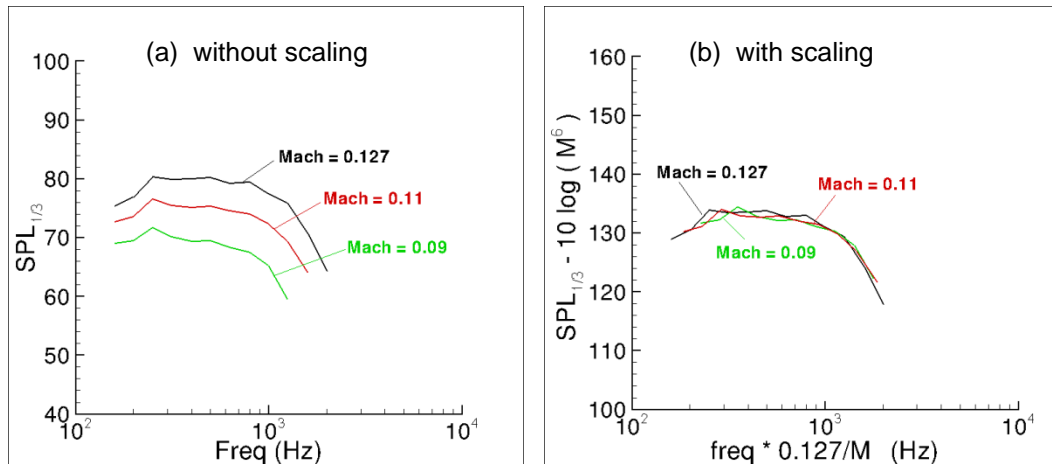 (a) without scaling
100
90
80
70
60
50
40
SPL1/3
Mach = 0.127
Mach = 0.11
Mach = 0.09
10^2
10^3
10^4
Freq (Hz)
(b) with scaling
160
150
140
130
120
110
100
SPL1/3 - 10 log ( M^6 )
Mach = 0.127
Mach = 0.11
Mach = 0.09
10^2
10^3
10^4
freq * 0.127/M (Hz)